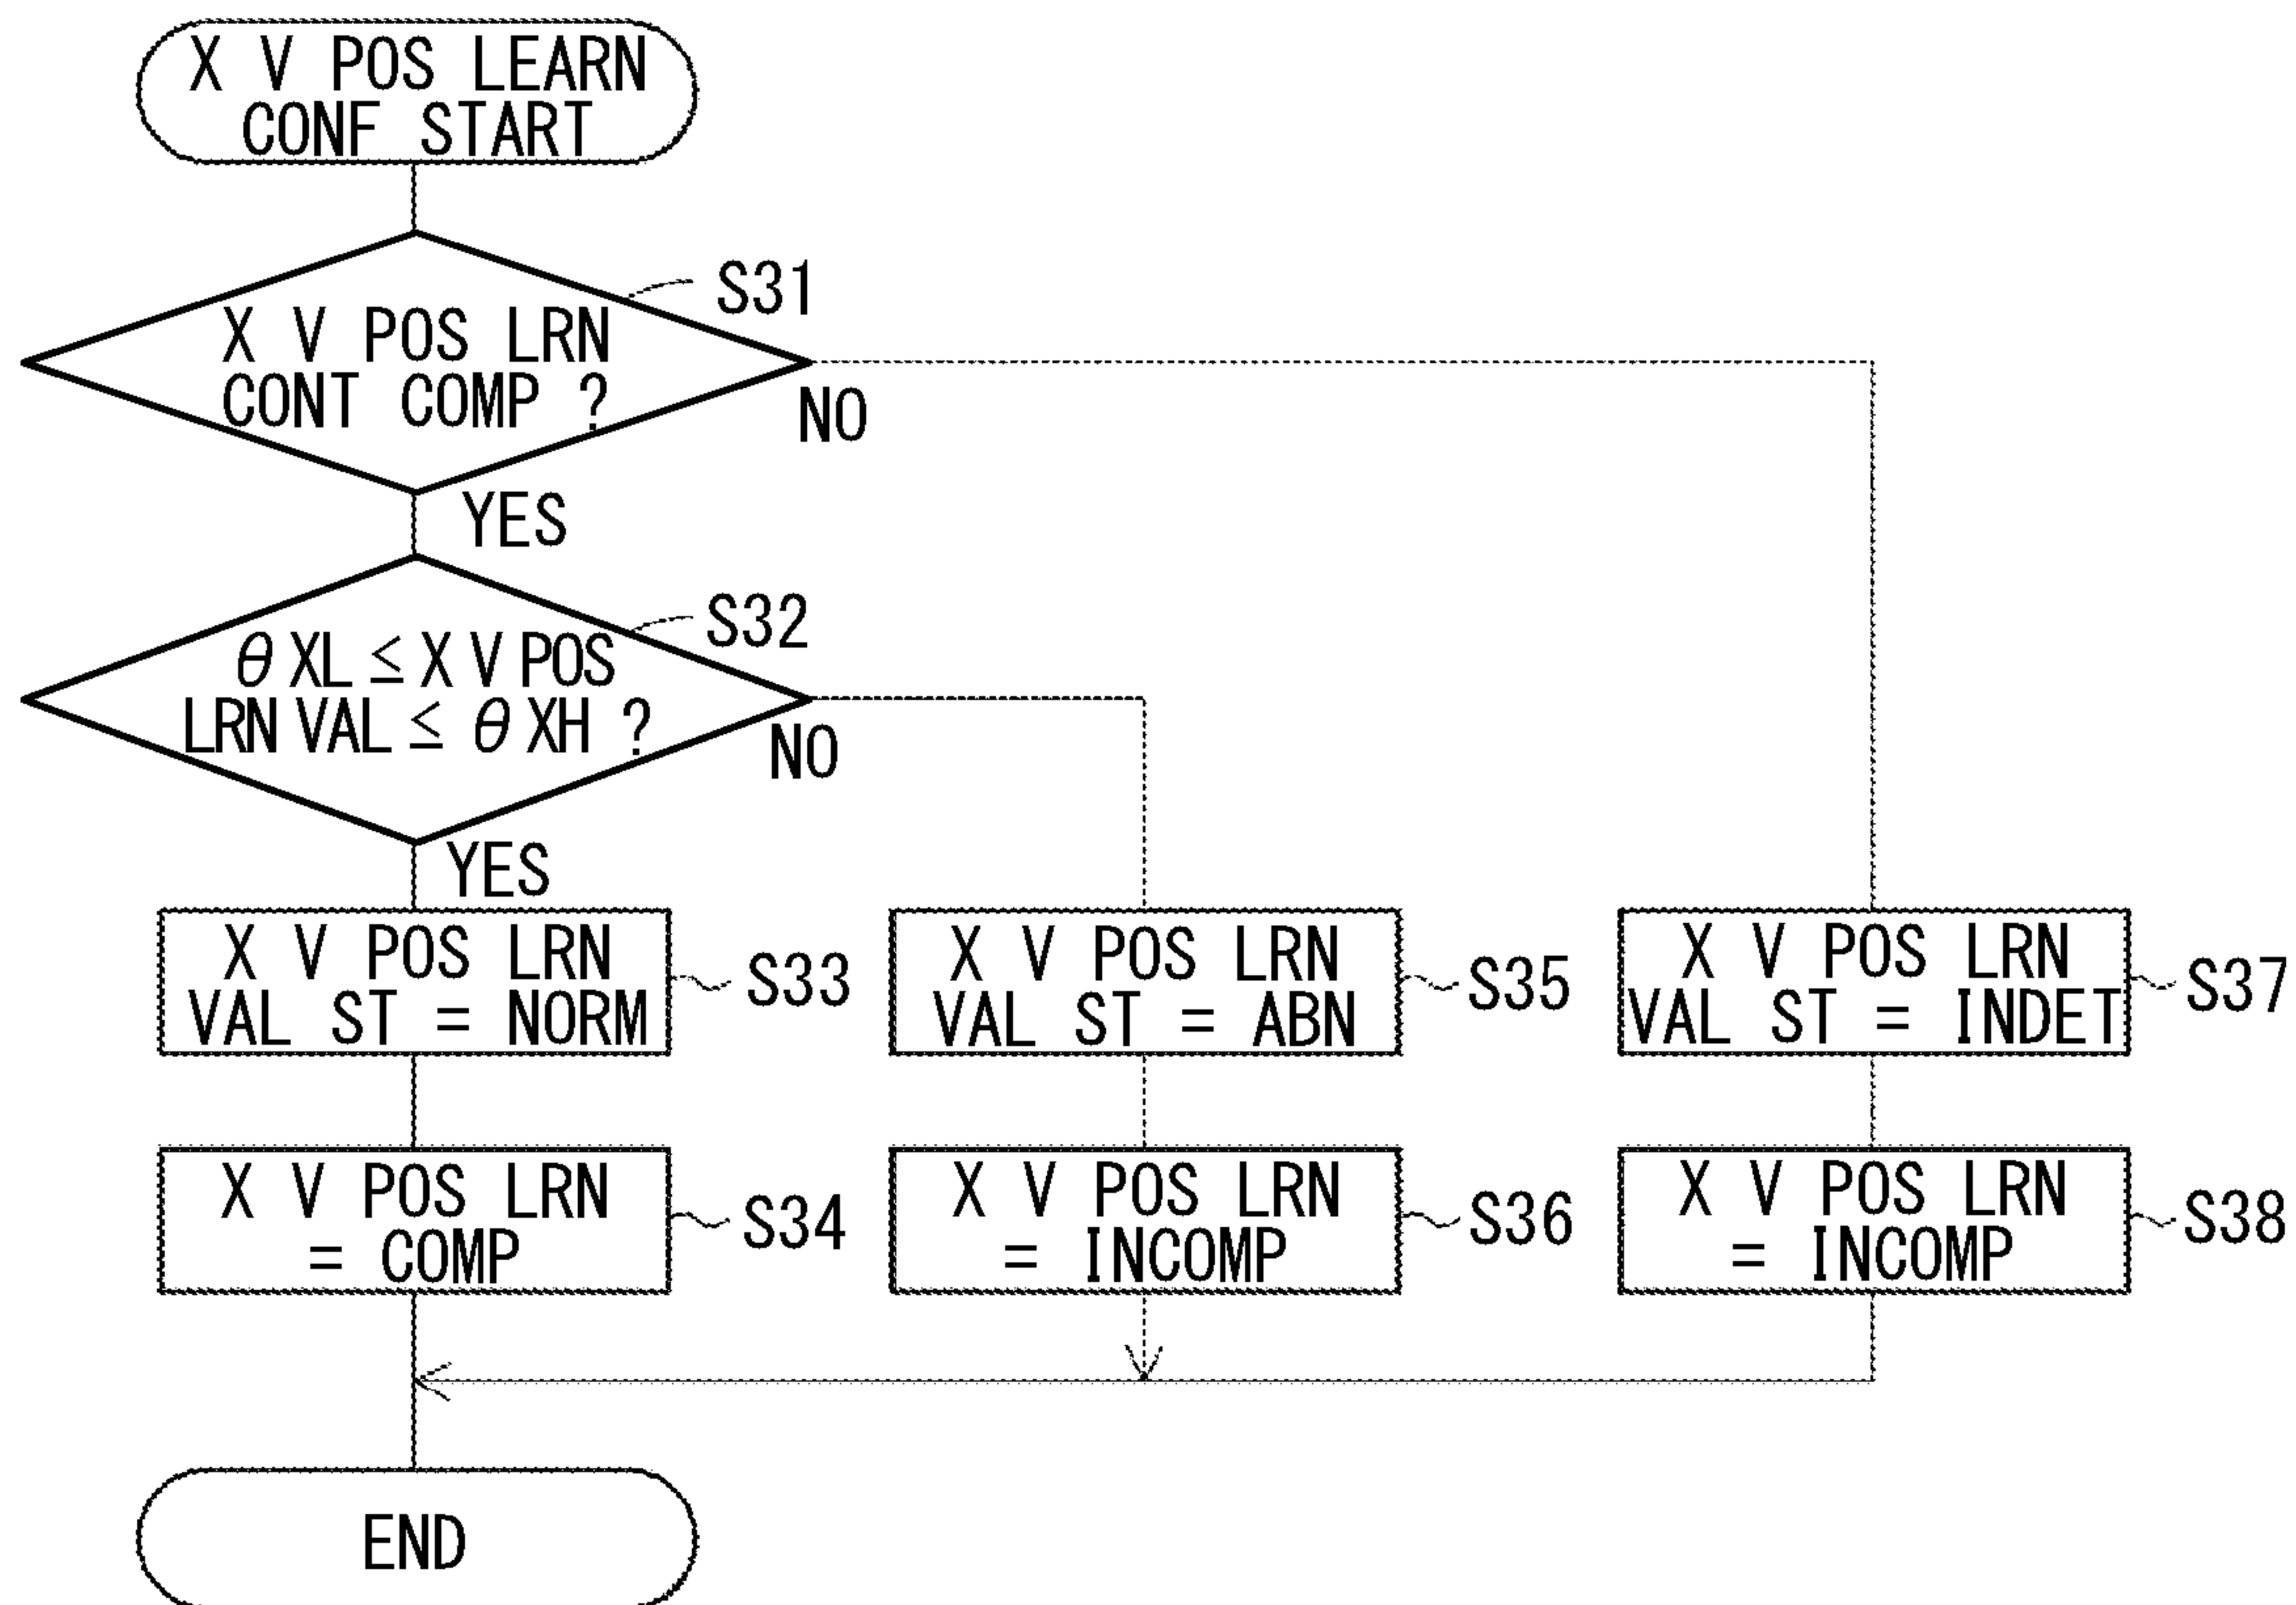 X V POS LEARN
CONF START
S31
X V POS LRN
CONT COMP ?
NO
YES
S32
θ XL ≤ X V POS
LRN VAL ≤ θ XH ?
NO
YES
X V POS LRN
VAL ST = NORM
S33
X V POS LRN
VAL ST = ABN
S35
X V POS LRN
VAL ST = INDET
S37
X V POS LRN
= COMP
S34
X V POS LRN
= INCOMP
S36
X V POS LRN
= INCOMP
S38
END